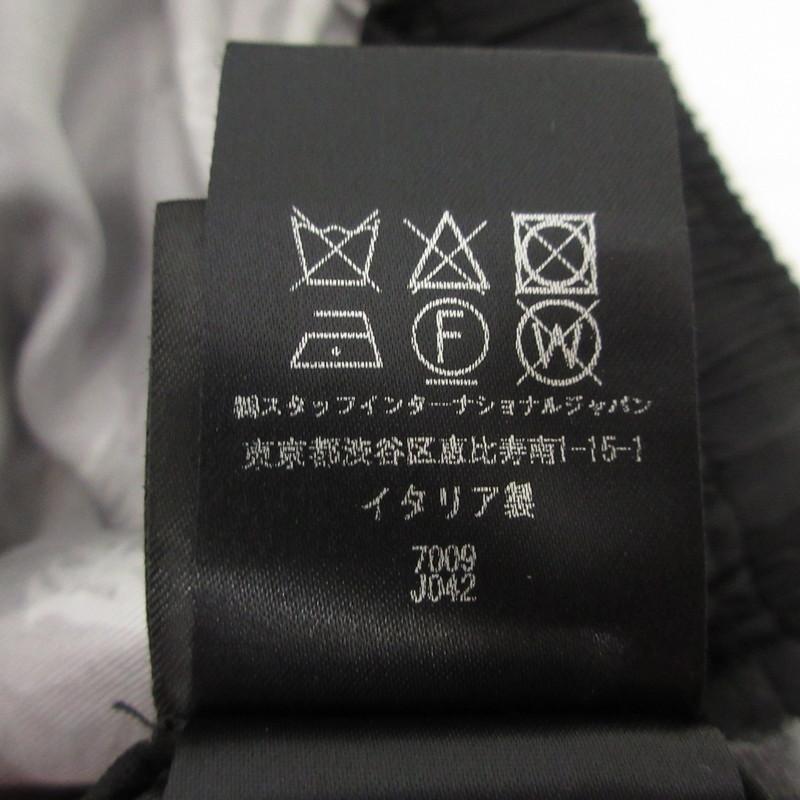 F W
㈱スタッフインターナショナルジャパン
東京都渋谷区恵比寿南1-15-1
イタリア製
7009
J042